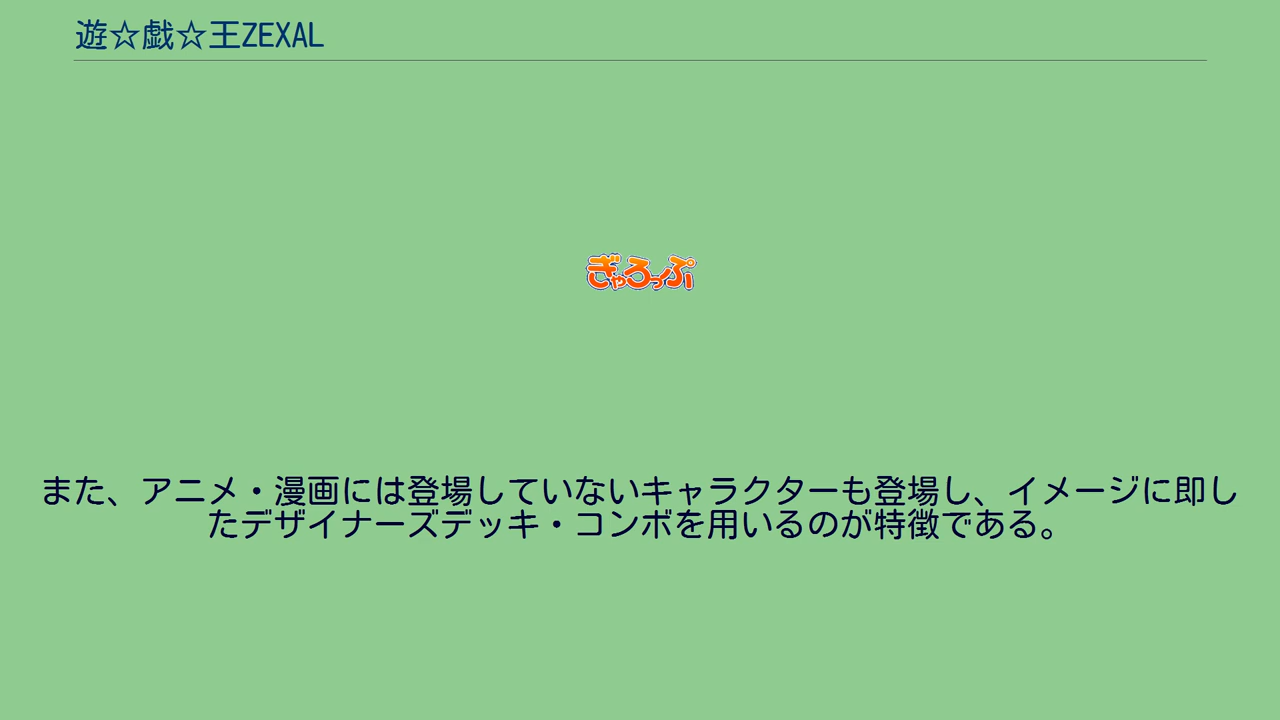 遊☆戯☆王ZEXAL
ぎゃろっぷ
また、アニメ・漫画には登場していないキャラクターも登場し、イメージに即し
たデザイナーズデッキ・コンボを用いるのが特徴である。